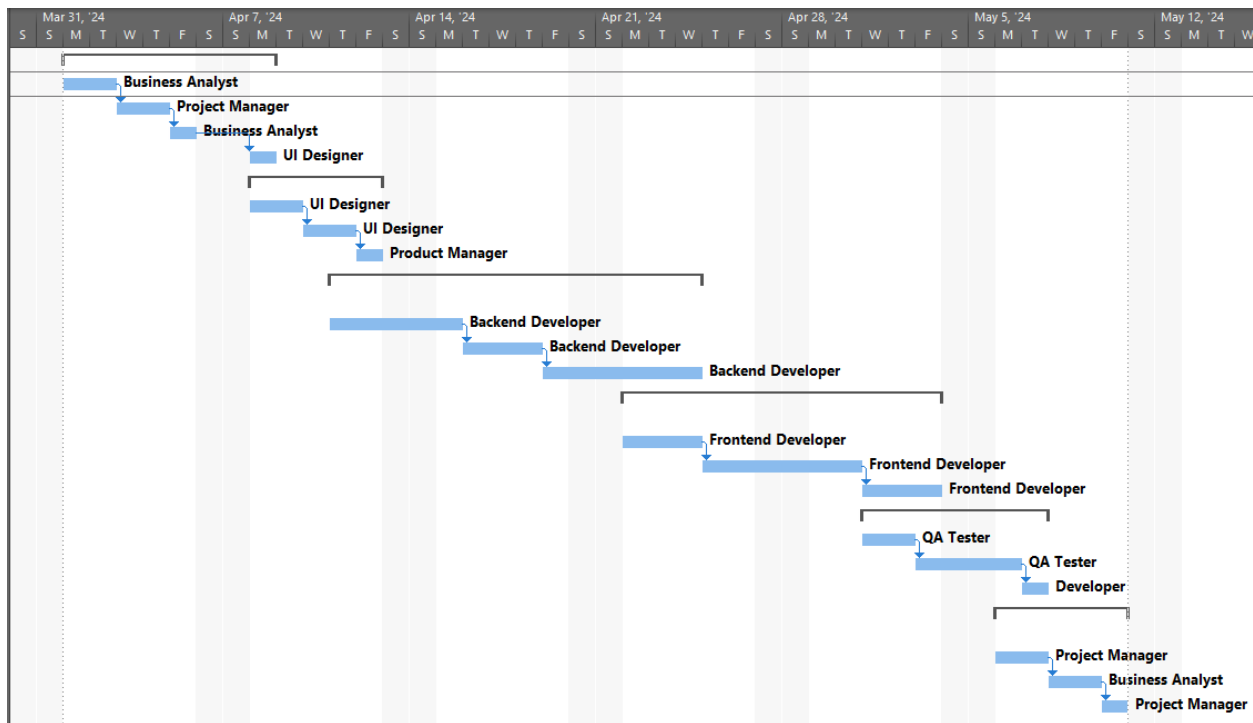 Mar 31, '24 Apr 7, '24 Apr 14, '24 Apr 21, '24 Apr 28, '24 May 5, '24 May 12, '24
S S M T W T F S S M T W T F S S M T W T F S S M T W T F S S M T W T F S S M T W T F S S M T W
Business Analyst
Project Manager
Business Analyst
UI Designer
UI Designer
UI Designer
Product Manager
Backend Developer
Backend Developer
Backend Developer
Frontend Developer
Frontend Developer
Frontend Developer
QA Tester
QA Tester
Developer
Project Manager
Business Analyst
Project Manager